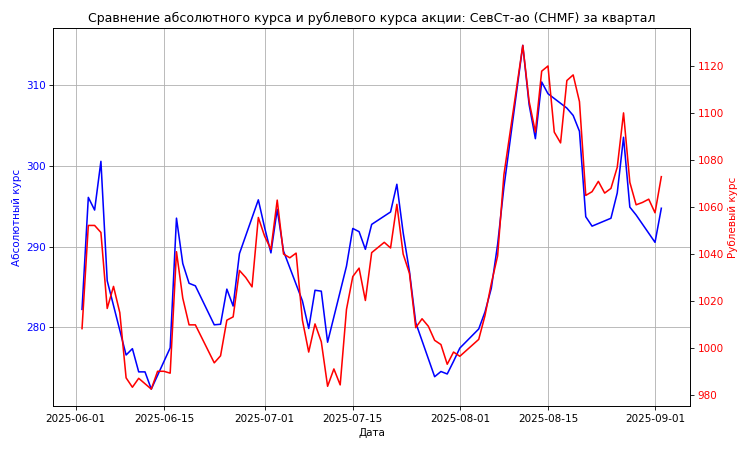 Сравнение абсолютного курса и рублевого курса акции: СевСт-ао (CHMF) за квартал
Абсолютный курс
310
300
290
280
1120
1100
1080
1060
1040
1020
1000
980
Рублевый курс
2025-06-01 2025-06-15 2025-07-01 2025-07-15 2025-08-01 2025-08-15 2025-09-01
Дата